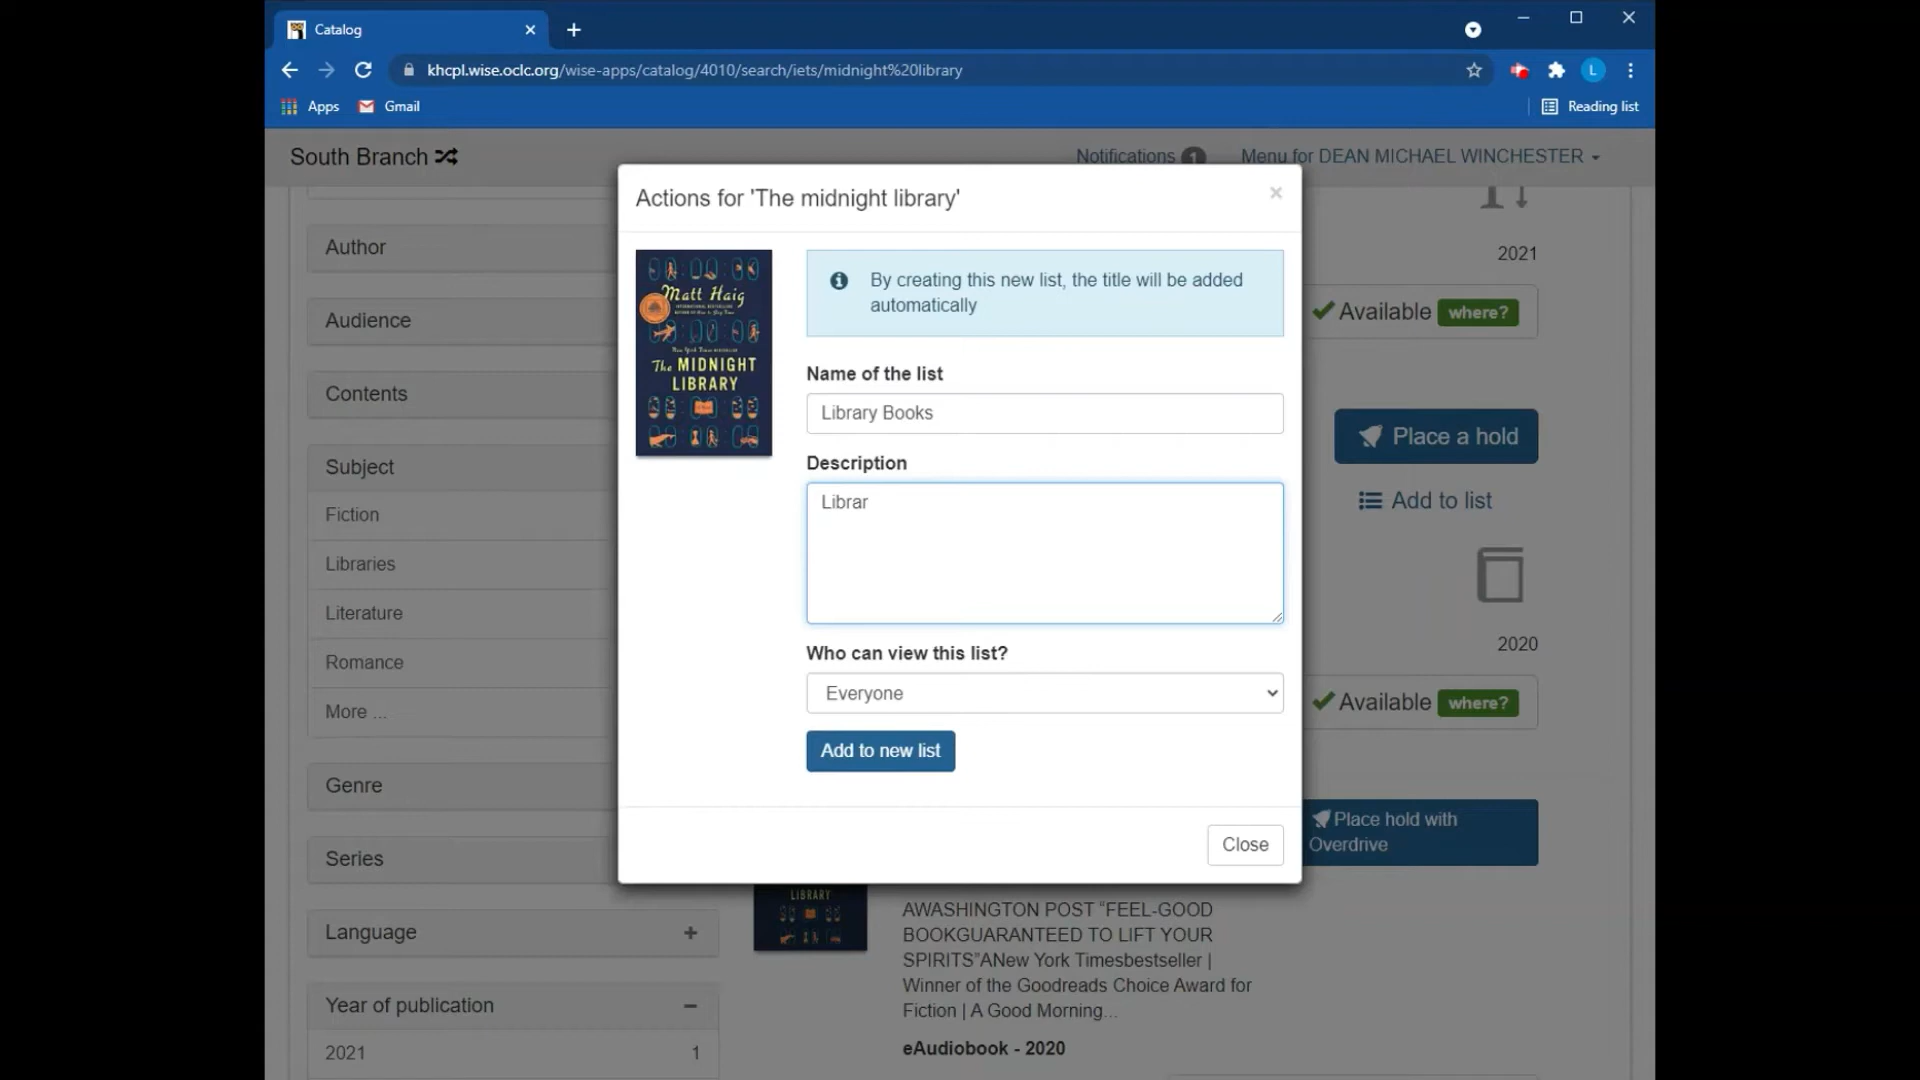 Catalog
khcpl.wise.oclc.org/wise-apps/catalog/4010/search/iets/midnight%20library
L
Apps
Gmail
Reading list
South Branch
Notifications 1
Menu for DEAN MICHAEL WINCHESTER
Actions for 'The midnight library'
×
Matt Haig
The MIDNIGHT
LIBRARY
By creating this new list, the title will be added
automatically
Name of the list
Library Books
Description
Librar
Who can view this list?
Everyone
Add to new list
Close
Author
Audience
Contents
Subject
Fiction
Libraries
Literature
Romance
More ...
Genre
Series
Language +
Year of publication −
2021 1
2021
Available where?
Place a hold
Add to list
2020
Available where?
Place hold with
Overdrive
LIBRARY
AWASHINGTON POST “FEEL-GOOD
BOOKGUARANTEED TO LIFT YOUR
SPIRITS”ANew York Timesbestseller |
Winner of the Goodreads Choice Award for
Fiction | A Good Morning...
eAudiobook - 2020